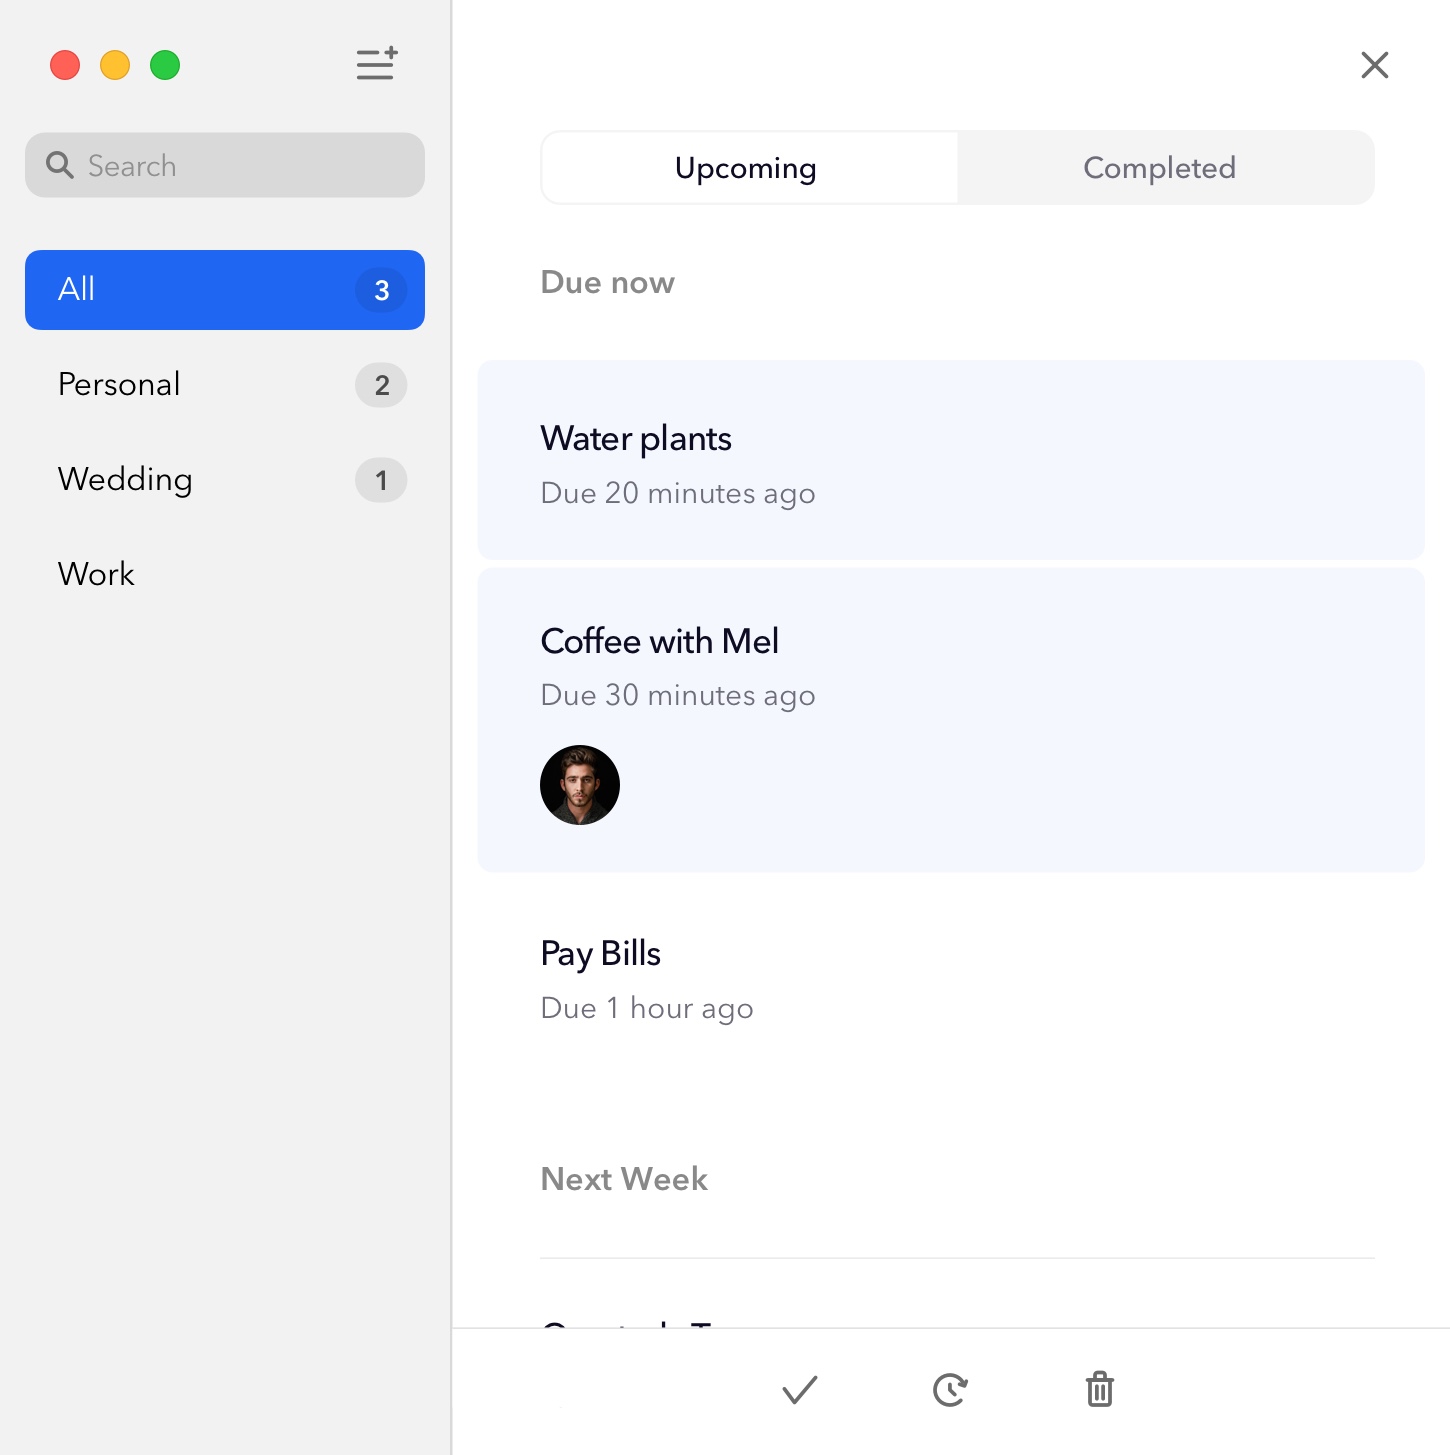 Search
All 3
Personal 2
Wedding 1
Work
Upcoming Completed
Due now
Water plants
Due 20 minutes ago
Coffee with Mel
Due 30 minutes ago
Pay Bills
Due 1 hour ago
Next Week